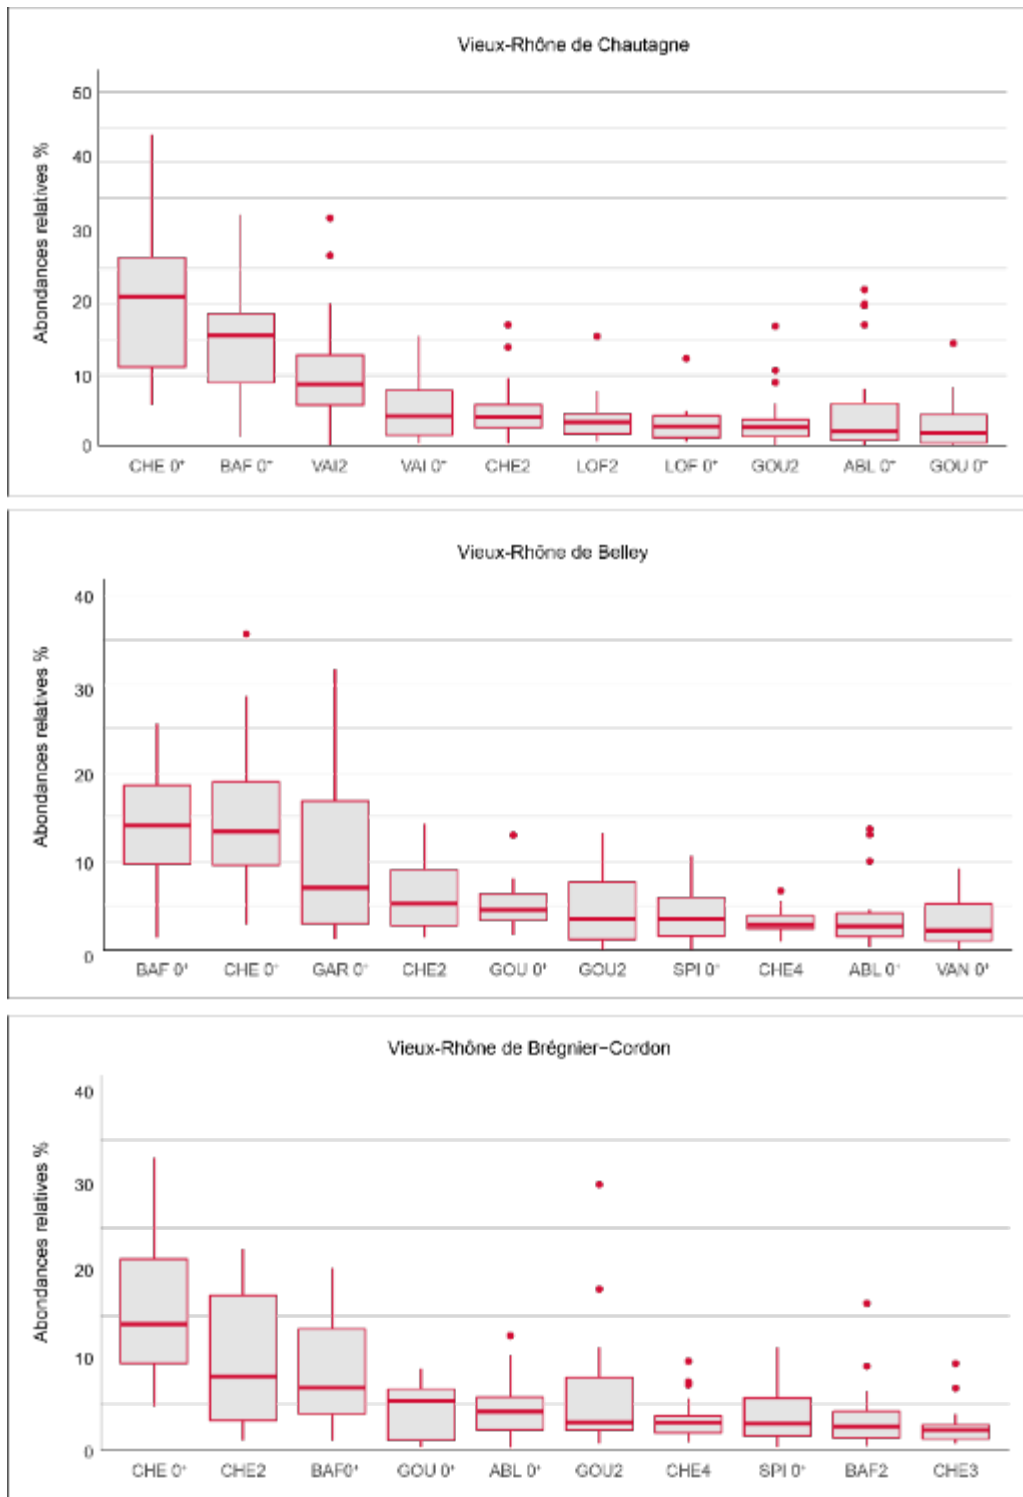 Vieux-Rhône de Chautagne
Abondances relatives %
50
40
30
20
10
0
CHE 0⁺ BAF 0⁺ VAI2 VAI 0⁺ CHE2 LOF2 LOF 0⁺ GOU2 ABL 0⁺ GOU 0⁺
Vieux-Rhône de Belley
Abondances relatives %
40
30
20
10
0
BAF 0⁺ CHE 0⁺ GAR 0⁺ CHE2 GOU 0⁺ GOU2 SPI 0⁺ CHE4 ABL 0⁺ VAN 0⁺
Vieux-Rhône de Brégnier-Cordon
Abondances relatives %
40
30
20
10
0
CHE 0⁺ CHE2 BAF0⁺ GOU 0⁺ ABL 0⁺ GOU2 CHE4 SPI 0⁺ BAF2 CHE3